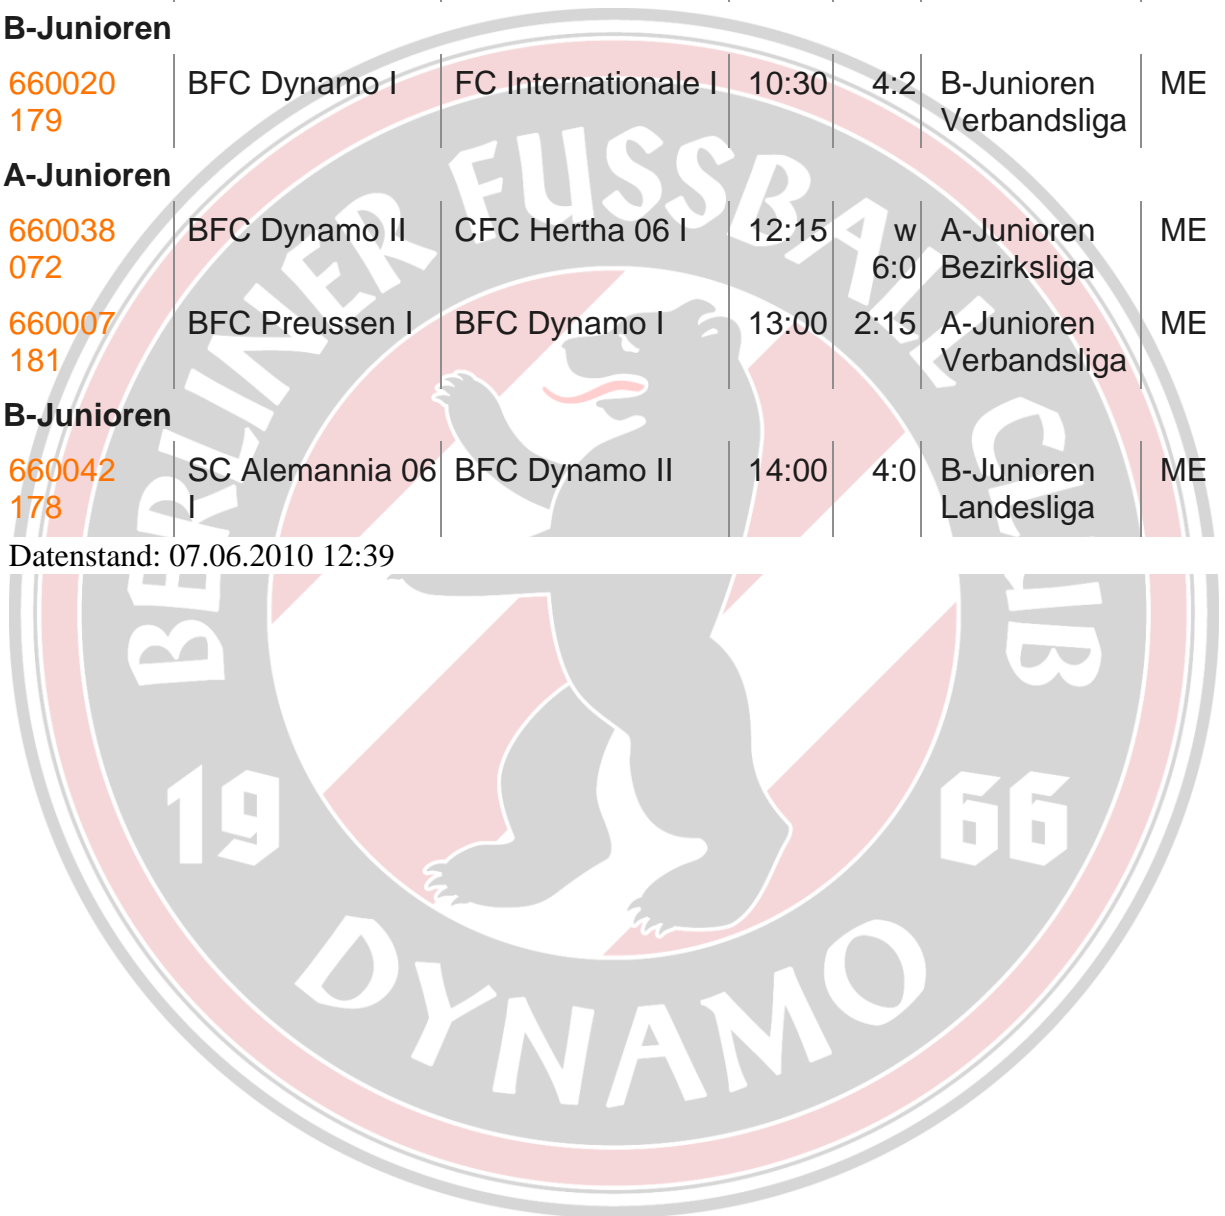 B-Junioren
660020 BFC Dynamo I FC Internationale I 10:30 4:2 B-Junioren ME
179 Verbandsliga
A-Junioren
660038 BFC Dynamo II CFC Hertha 06 I 12:15 w A-Junioren ME
072 6:0 Bezirksliga
660007 BFC Preussen I BFC Dynamo I 13:00 2:15 A-Junioren ME
181 Verbandsliga
B-Junioren
660042 SC Alemannia 06 BFC Dynamo II 14:00 4:0 B-Junioren ME
178 I Landesliga
Datenstand: 07.06.2010 12:39
BERLINER FUSSBALL CLUB
19 66
DYNAMO